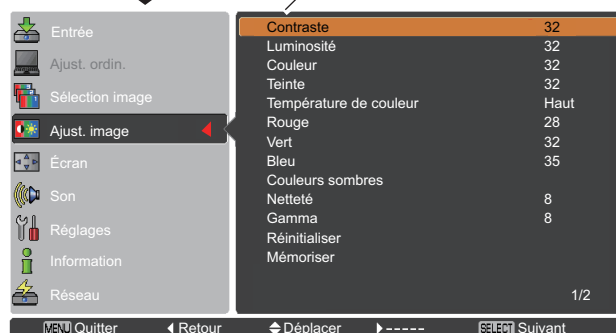 Entrée
Ajust. ordin.
Sélection image
Ajust. image
Écran
Son
Réglages
Information
Réseau
Contraste 32
Luminosité 32
Couleur 32
Teinte 32
Température de couleur Haut
Rouge 28
Vert 32
Bleu 35
Couleurs sombres
Netteté 8
Gamma 8
Réinitialiser
Mémoriser
1/2
MENU Quitter Retour Déplacer ----- SELECT Suivant